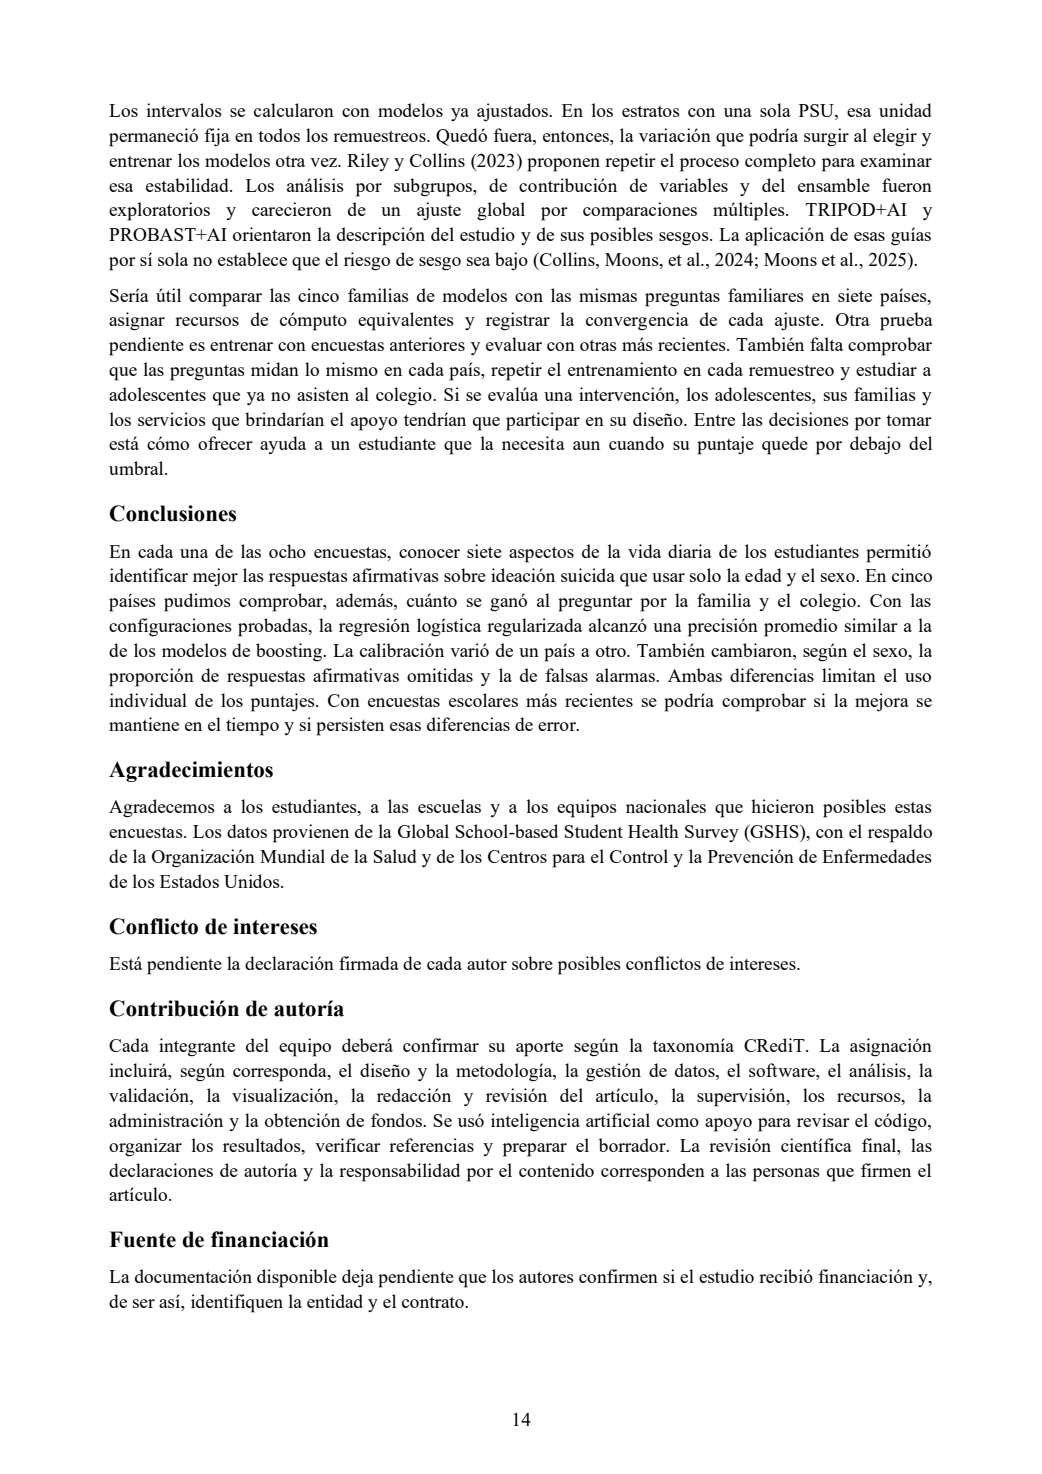 Los intervalos se calcularon con modelos ya ajustados. En los estratos con una sola PSU, esa unidad
permaneció fija en todos los remuestreos. Quedó fuera, entonces, la variación que podría surgir al elegir y
entrenar los modelos otra vez. Riley y Collins (2023) proponen repetir el proceso completo para examinar
esa estabilidad. Los análisis por subgrupos, de contribución de variables y del ensamble fueron
exploratorios y carecieron de un ajuste global por comparaciones múltiples. TRIPOD+AI y
PROBAST+AI orientaron la descripción del estudio y de sus posibles sesgos. La aplicación de esas guías
por sí sola no establece que el riesgo de sesgo sea bajo (Collins, Moons, et al., 2024; Moons et al., 2025).
Sería útil comparar las cinco familias de modelos con las mismas preguntas familiares en siete países,
asignar recursos de cómputo equivalentes y registrar la convergencia de cada ajuste. Otra prueba
pendiente es entrenar con encuestas anteriores y evaluar con otras más recientes. También falta comprobar
que las preguntas midan lo mismo en cada país, repetir el entrenamiento en cada remuestreo y estudiar a
adolescentes que ya no asisten al colegio. Si se evalúa una intervención, los adolescentes, sus familias y
los servicios que brindarían el apoyo tendrían que participar en su diseño. Entre las decisiones por tomar
está cómo ofrecer ayuda a un estudiante que la necesita aun cuando su puntaje quede por debajo del
umbral.
Conclusiones
En cada una de las ocho encuestas, conocer siete aspectos de la vida diaria de los estudiantes permitió
identificar mejor las respuestas afirmativas sobre ideación suicida que usar solo la edad y el sexo. En cinco
países pudimos comprobar, además, cuánto se ganó al preguntar por la familia y el colegio. Con las
configuraciones probadas, la regresión logística regularizada alcanzó una precisión promedio similar a la
de los modelos de boosting. La calibración varió de un país a otro. También cambiaron, según el sexo, la
proporción de respuestas afirmativas omitidas y la de falsas alarmas. Ambas diferencias limitan el uso
individual de los puntajes. Con encuestas escolares más recientes se podría comprobar si la mejora se
mantiene en el tiempo y si persisten esas diferencias de error.
Agradecimientos
Agradecemos a los estudiantes, a las escuelas y a los equipos nacionales que hicieron posibles estas
encuestas. Los datos provienen de la Global School-based Student Health Survey (GSHS), con el respaldo
de la Organización Mundial de la Salud y de los Centros para el Control y la Prevención de Enfermedades
de los Estados Unidos.
Conflicto de intereses
Está pendiente la declaración firmada de cada autor sobre posibles conflictos de intereses.
Contribución de autoría
Cada integrante del equipo deberá confirmar su aporte según la taxonomía CRediT. La asignación
incluirá, según corresponda, el diseño y la metodología, la gestión de datos, el software, el análisis, la
validación, la visualización, la redacción y revisión del artículo, la supervisión, los recursos, la
administración y la obtención de fondos. Se usó inteligencia artificial como apoyo para revisar el código,
organizar los resultados, verificar referencias y preparar el borrador. La revisión científica final, las
declaraciones de autoría y la responsabilidad por el contenido corresponden a las personas que firmen el
artículo.
Fuente de financiación
La documentación disponible deja pendiente que los autores confirmen si el estudio recibió financiación y,
de ser así, identifiquen la entidad y el contrato.
14